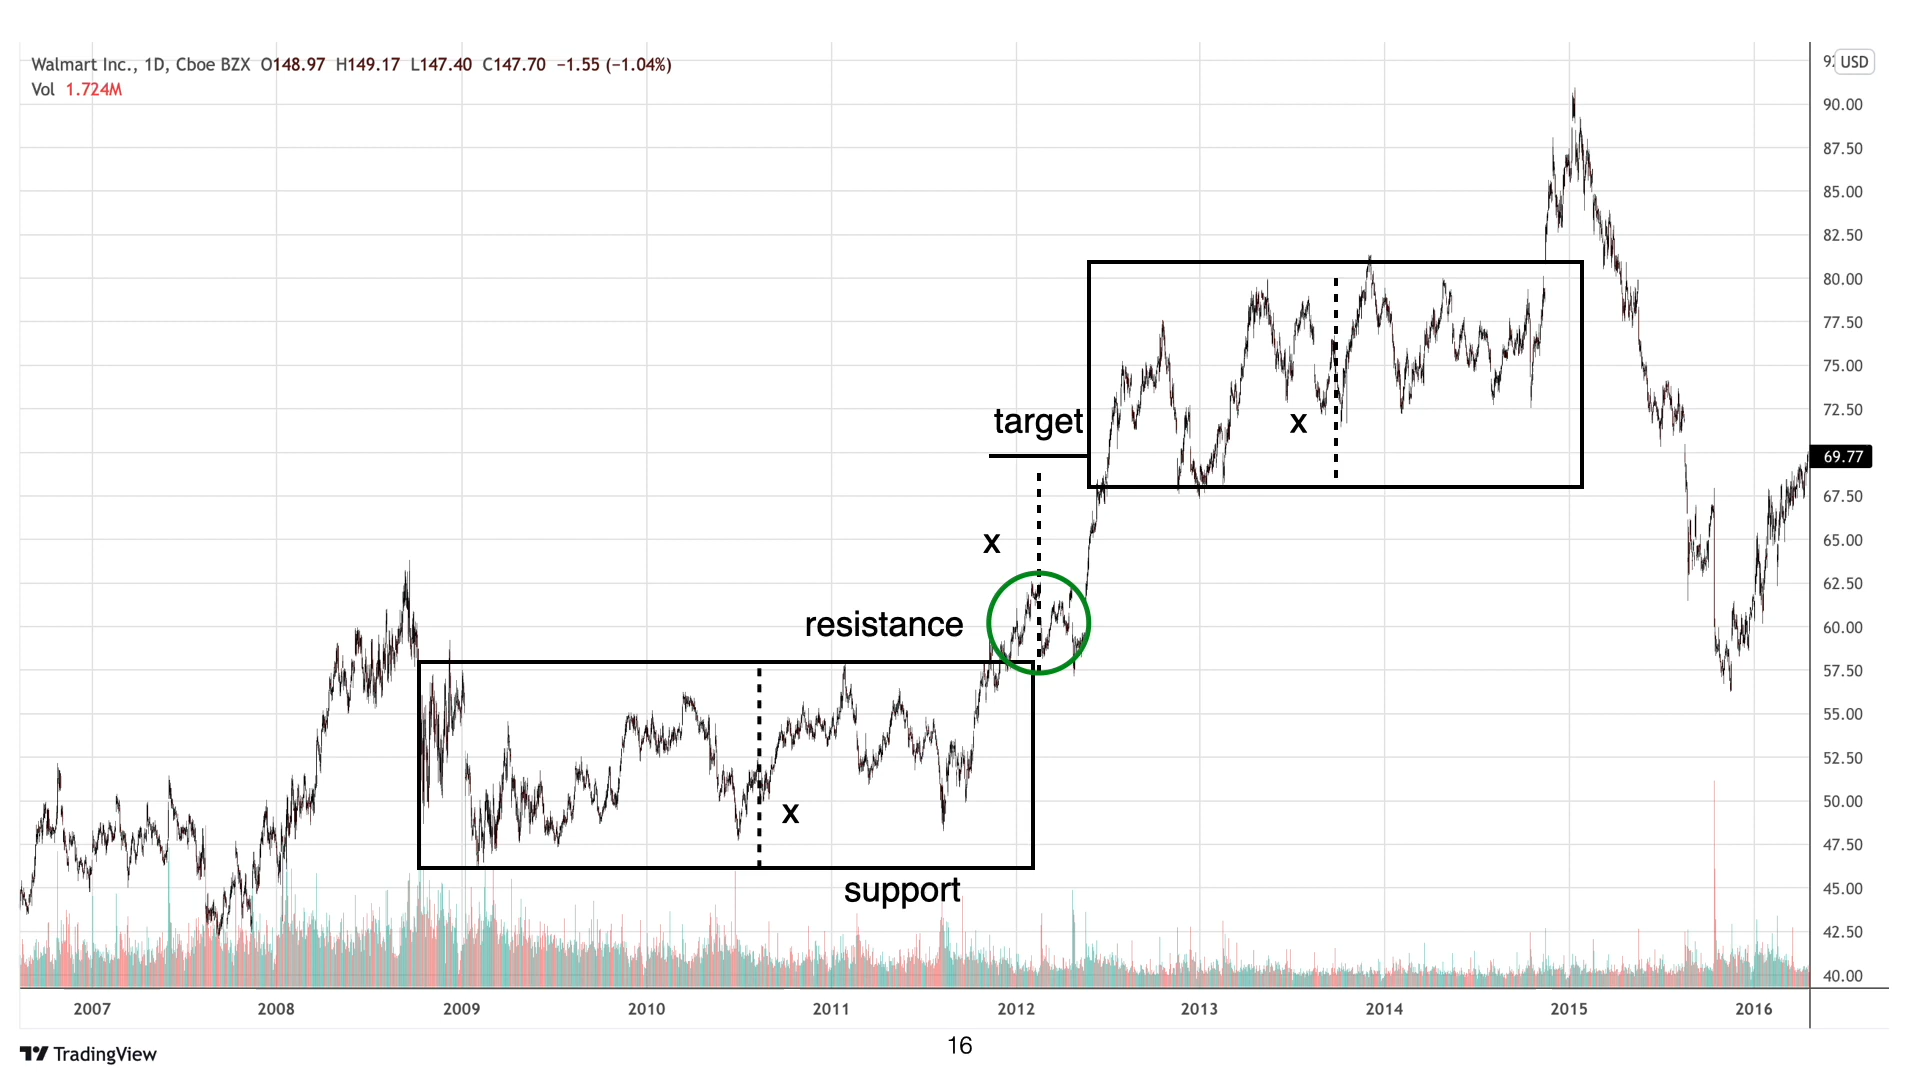 Walmart Inc., 1D, Cboe BZX O148.97 H149.17 L147.40 C147.70 −1.55 (−1.04%)
Vol 1.724M
USD
90.00
87.50
85.00
82.50
80.00
77.50
75.00
72.50
69.77
67.50
65.00
62.50
60.00
57.50
55.00
52.50
50.00
47.50
45.00
42.50
40.00
target
x
x
resistance
x
support
2007 2008 2009 2010 2011 2012 2013 2014 2015 2016
TradingView
16